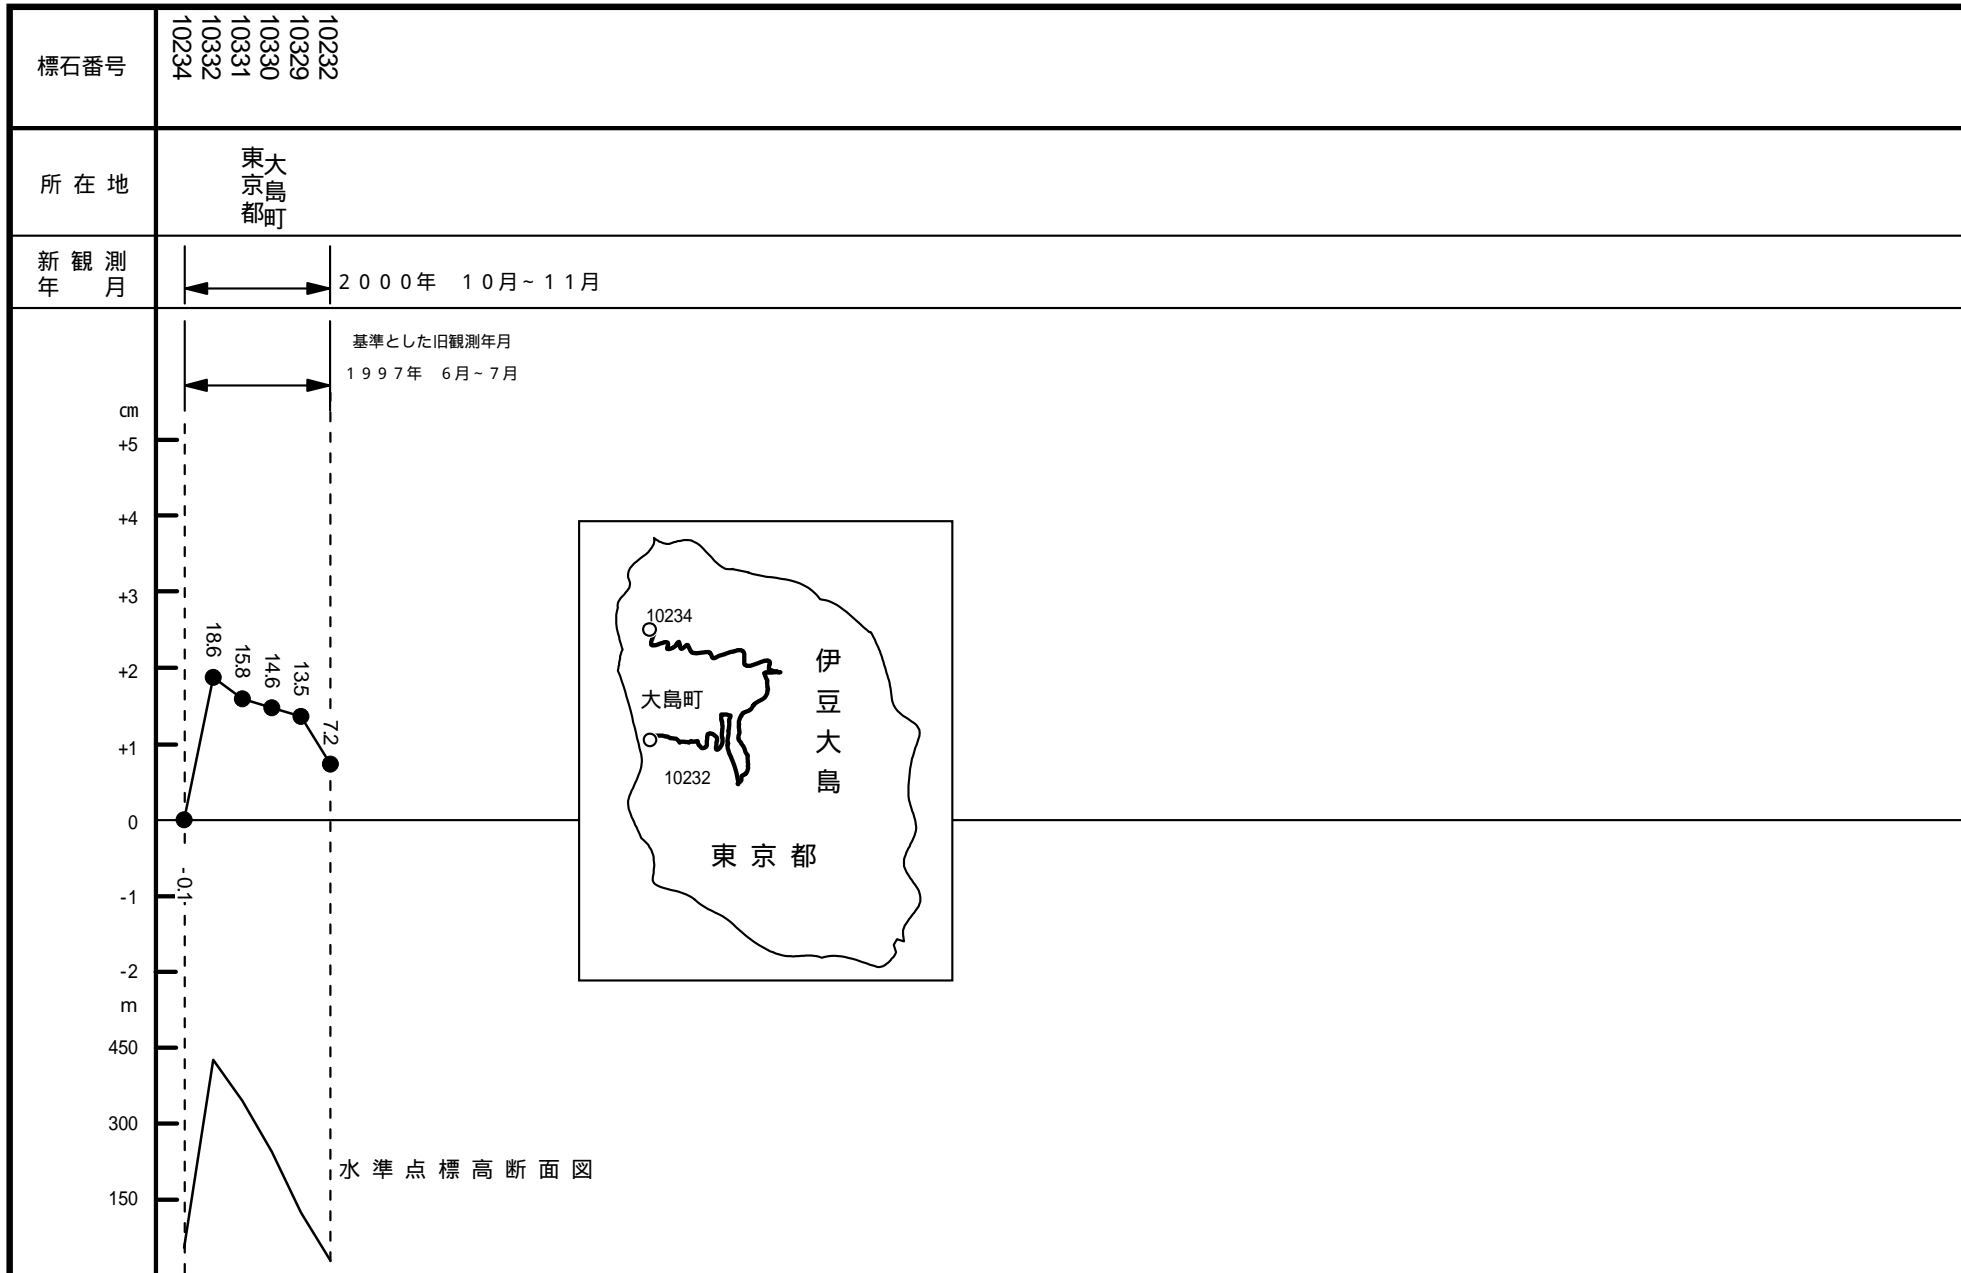 標石番号
10234
10332
10331
10330
10329
10232
所 在 地
東京都
大島町
新 観 測
年 月
2000年 10月~11月
基準とした旧観測年月
1997年 6月~7月
cm
+5
+4
+3
+2
+1
0
-1
-2
18.6
15.8
14.6
13.5
7.2
-0.1
10234
大島町
10232
伊豆大島
東 京 都
m
450
300
150
水 準 点 標 高 断 面 図